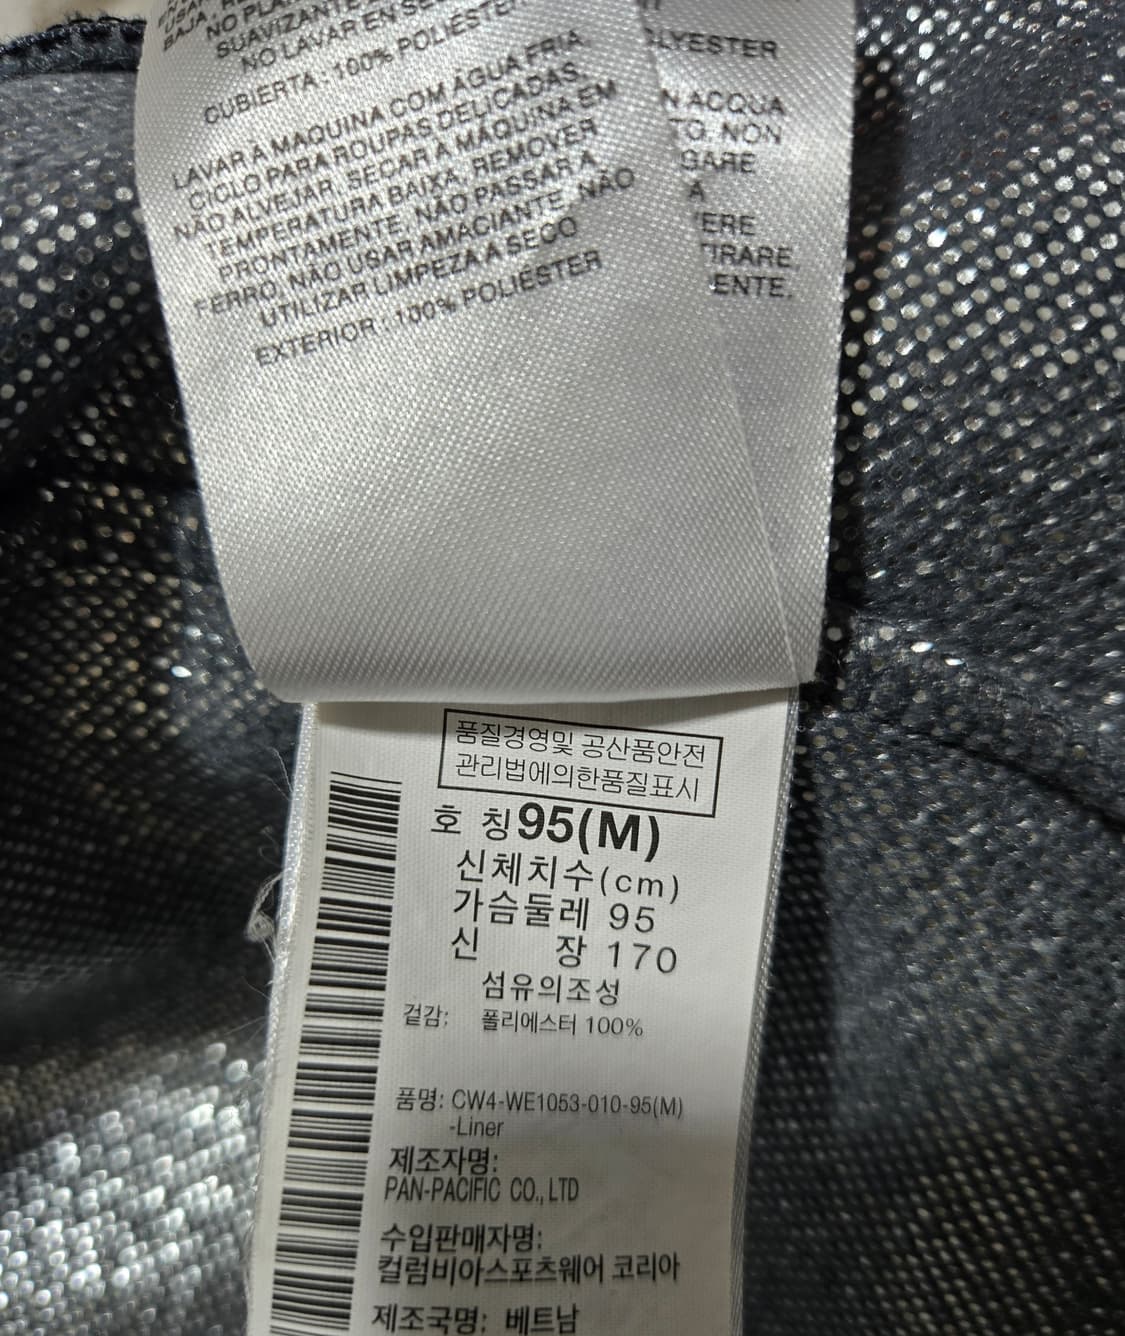 NO PLA
SUAVIZANTE
NO LAVAR EN SE
CUBIERTA : 100% POLIÉSTER
LAVAR À MAQUINA COM ÁGUA FRIA.
CICLO PARA ROUPAS DELICADAS.
NÃO ALVEJAR. SECAR À MÁQUINA EM
TEMPERATURA BAIXA. REMOVER
PRONTAMENTE. NÃO PASSAR A
FERRO. NÃO USAR AMACIANTE. NÃO
UTILIZAR LIMPEZA A SECO
EXTERIOR : 100% POLIÉSTER
LYESTER
N ACQUA
TO. NON
GARE
A
ERE
TIRARE.
ENTE.
품질경영및 공산품안전
관리법에의한품질표시
호 칭 95(M)
신체치수(cm)
가슴둘레 95
신 장 170
섬유의조성
겉감: 폴리에스터 100%
품명: CW4-WE1053-010-95(M)
-Liner
제조자명:
PAN-PACIFIC CO.,LTD
수입판매자명:
컬럼비아스포츠웨어 코리아
제조국명: 베트남